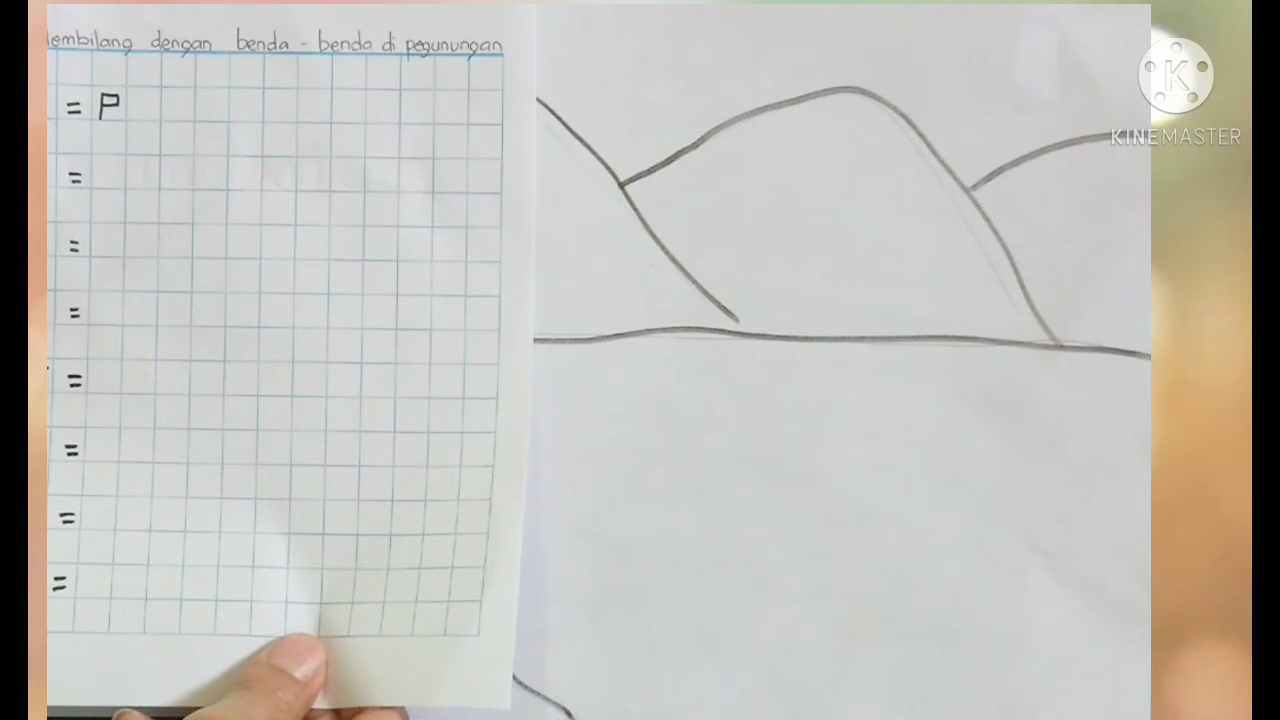 lembilang dengan benda - benda di pegunungan
= P
=
=
=
=
=
=
=
K
KINEMASTER